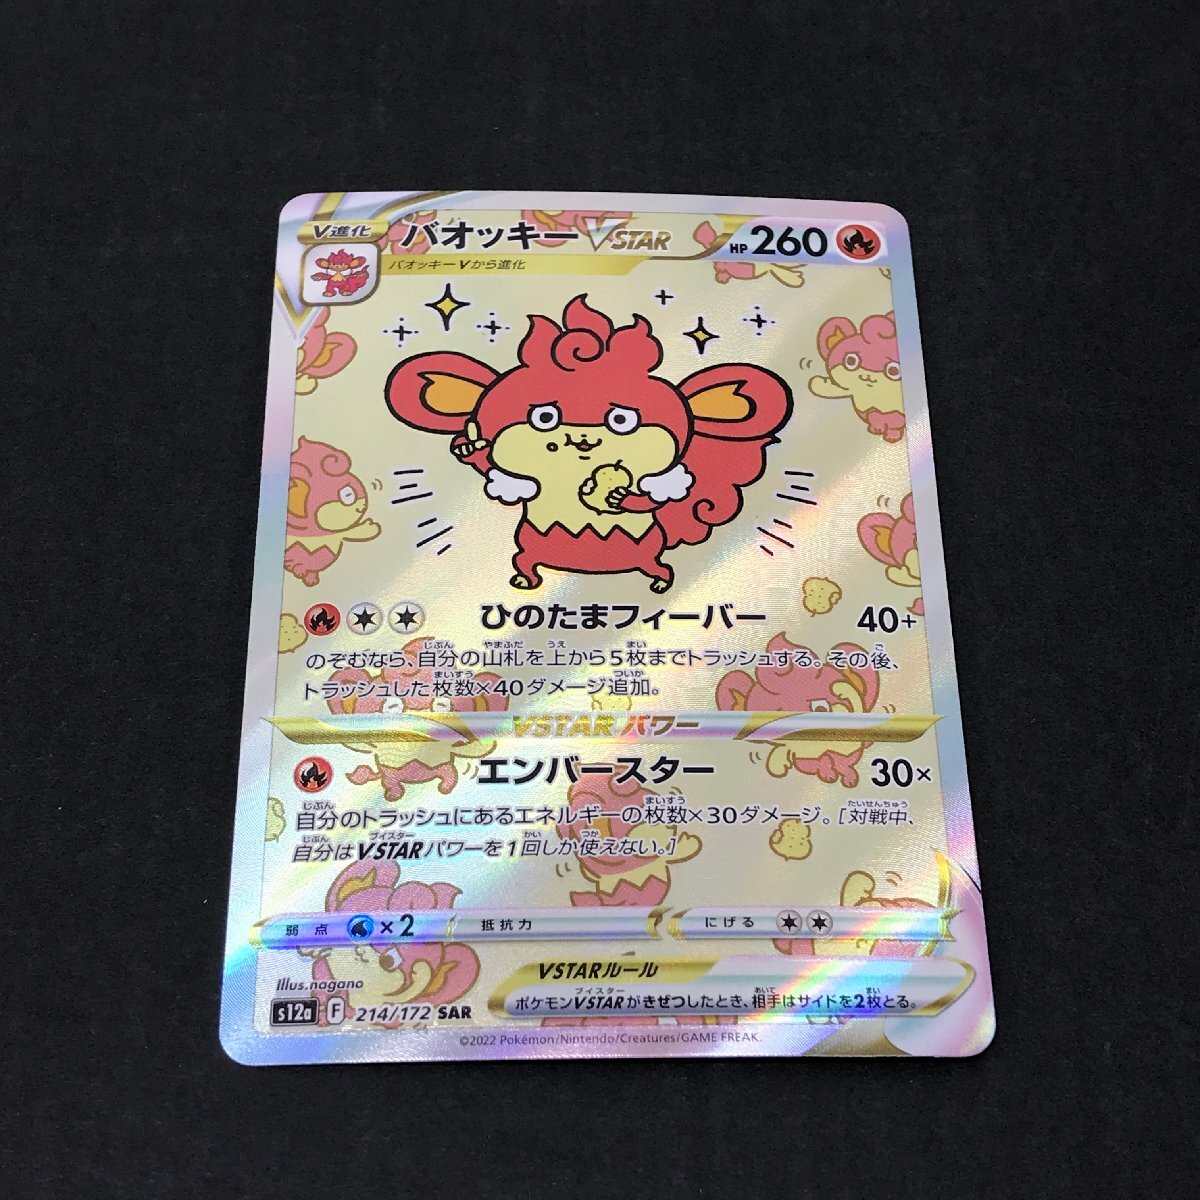 V進化
バオッキーVSTAR
HP 260
バオッキーVから進化
ひのたまフィーバー 40+
のぞむなら、自分の山札を上から5枚までトラッシュする。その後、
トラッシュした枚数×40ダメージ追加。
VSTARパワー
エンバースター 30×
自分のトラッシュにあるエネルギーの枚数×30ダメージ。[対戦中、
自分はVSTARパワーを1回しか使えない。]
弱点 ×2 抵抗力 にげる
Illus.nagano
VSTARルール
ポケモンVSTARがきぜつしたとき、相手はサイドを2枚とる。
s12a F 214/172 SAR
©2022 Pokémon/Nintendo/Creatures/GAME FREAK.